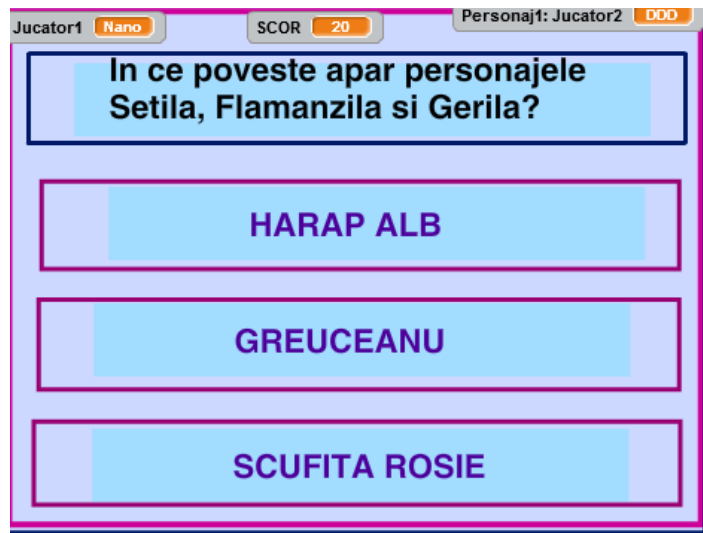 Jucator1 Nano
SCOR 20
Personaj1: Jucator2 DDD
In ce poveste apar personajele
Setila, Flamanzila si Gerila?
HARAP ALB
GREUCEANU
SCUFITA ROSIE